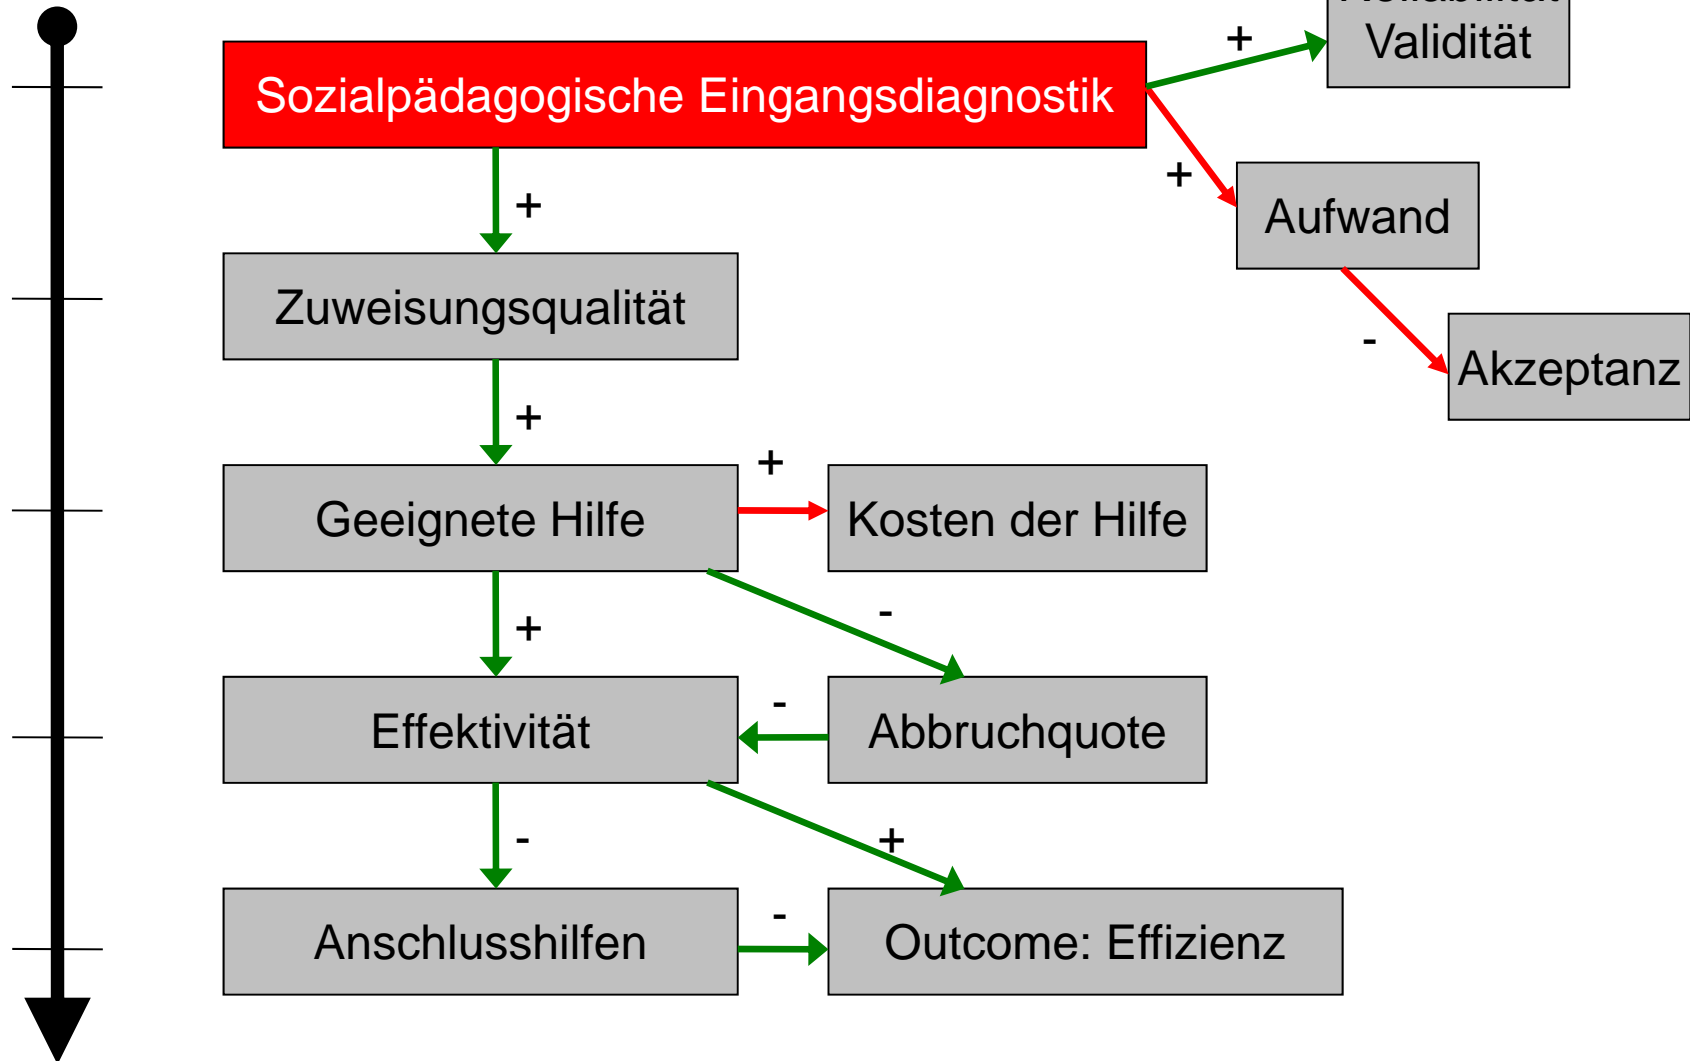 Validität
+
Sozialpädagogische Eingangsdiagnostik
+
+
Aufwand
Zuweisungsqualität
-
Akzeptanz
+
+
Geeignete Hilfe
Kosten der Hilfe
-
+
-
Effektivität
Abbruchquote
-
+
-
Anschlusshilfen
Outcome: Effizienz